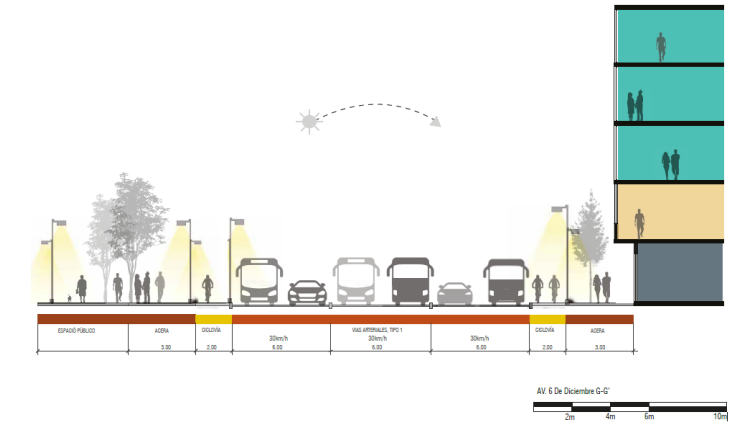 ESPACIO PÚBLICO
ACERA
CICLOVÍA
VIAS ARTERIALES, TIPO 1
CICLOVÍA
ACERA
30km/h
30km/h
30km/h
3.00
2,00
6.00
6.00
6.00
2,00
3.00
AV. 6 De Diciembre G-G'
2m
4m
6m
10m